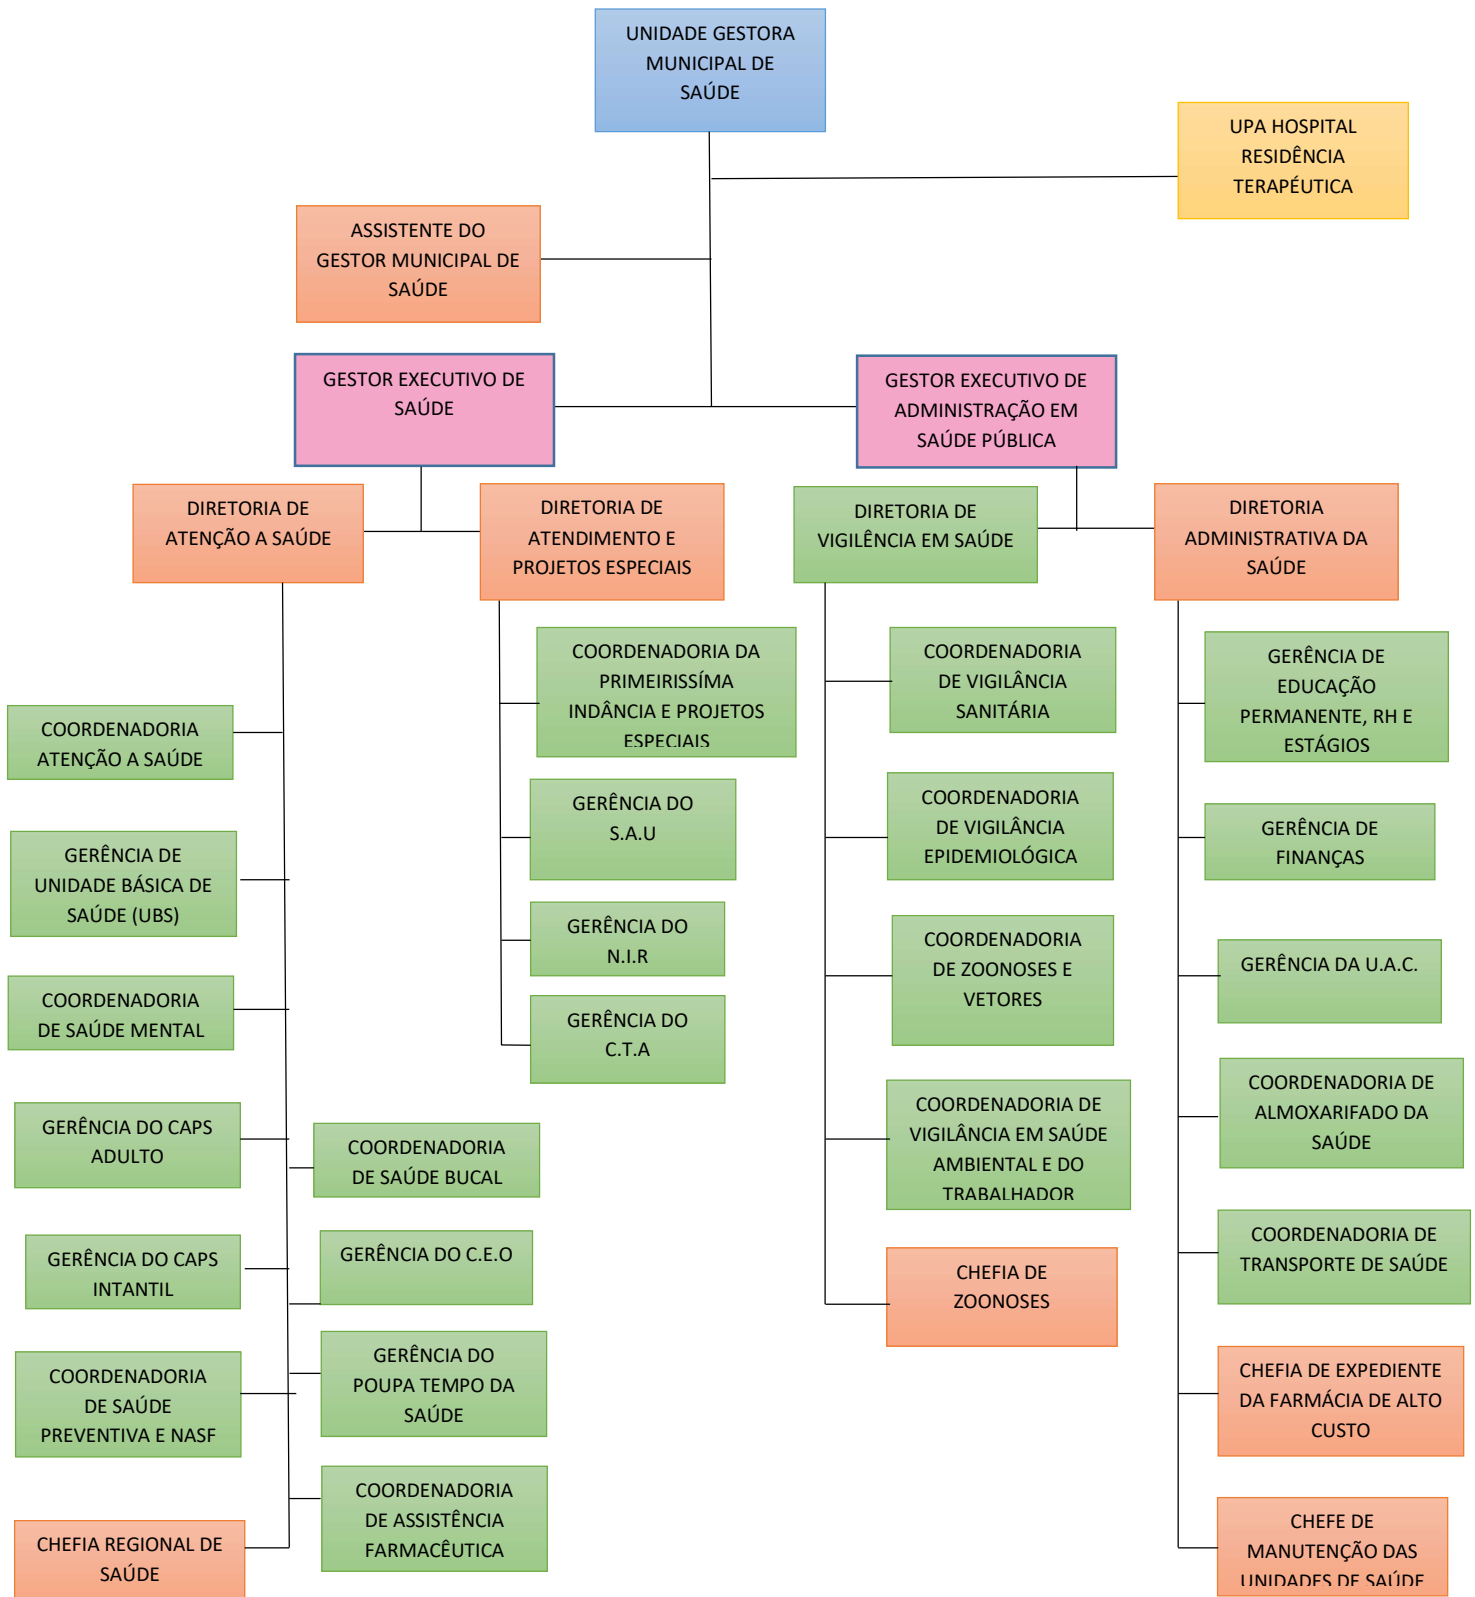 UNIDADE GESTORA
MUNICIPAL DE
SAÚDE
UPA HOSPITAL
RESIDÊNCIA
TERAPÉUTICA
ASSISTENTE DO
GESTOR MUNICIPAL DE
SAÚDE
GESTOR EXECUTIVO DE
SAÚDE
GESTOR EXECUTIVO DE
ADMINISTRAÇÃO EM
SAÚDE PÚBLICA
DIRETORIA DE
ATENÇÃO A SAÚDE
DIRETORIA DE
ATENDIMENTO E
PROJETOS ESPECIAIS
DIRETORIA DE
VIGILÊNCIA EM SAÚDE
DIRETORIA
ADMINISTRATIVA DA
SAÚDE
COORDENADORIA
ATENÇÃO A SAÚDE
GERÊNCIA DE
UNIDADE BÁSICA DE
SAÚDE (UBS)
COORDENADORIA
DE SAÚDE MENTAL
GERÊNCIA DO CAPS
ADULTO
GERÊNCIA DO CAPS
INTANTIL
COORDENADORIA
DE SAÚDE
PREVENTIVA E NASF
CHEFIA REGIONAL DE
SAÚDE
COORDENADORIA
DE SAÚDE BUCAL
GERÊNCIA DO C.E.O
GERÊNCIA DO
POUPA TEMPO DA
SAÚDE
COORDENADORIA
DE ASSISTÊNCIA
FARMACÊUTICA
COORDENADORIA DA
PRIMEIRISSÍMA
INDÂNCIA E PROJETOS
ESPECIAIS
GERÊNCIA DO
S.A.U
GERÊNCIA DO
N.I.R
GERÊNCIA DO
C.T.A
COORDENADORIA
DE VIGILÂNCIA
SANITÁRIA
COORDENADORIA
DE VIGILÂNCIA
EPIDEMIOLÓGICA
COORDENADORIA
DE ZOONOSES E
VETORES
COORDENADORIA DE
VIGILÂNCIA EM SAÚDE
AMBIENTAL E DO
TRABALHADOR
CHEFIA DE
ZOONOSES
GERÊNCIA DE
EDUCAÇÃO
PERMANENTE, RH E
ESTÁGIOS
GERÊNCIA DE
FINANÇAS
GERÊNCIA DA U.A.C.
COORDENADORIA DE
ALMOXARIFADO DA
SAÚDE
COORDENADORIA DE
TRANSPORTE DE SAÚDE
CHEFIA DE EXPEDIENTE
DA FARMÁCIA DE ALTO
CUSTO
CHEFE DE
MANUTENÇÃO DAS
UNIDADES DE SAÚDE